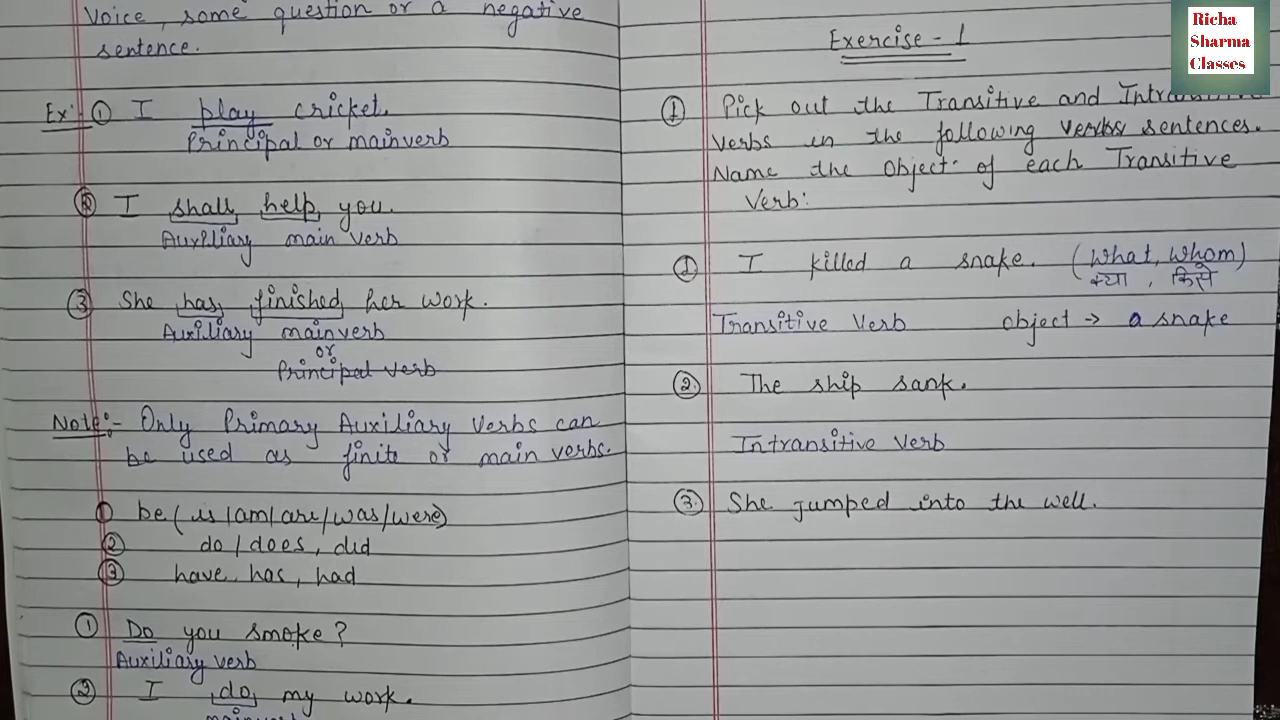 Voice, some question or a negative
sentence.
Ex: ① I play cricket.
Principal or mainverb
② I shall help you.
Auxiliary main verb
③ She has finished her work.
Auxiliary mainverb
or
Principal verb
Note:- Only Primary Auxiliary Verbs can
be used as finite or main verbs.
① be (is/am/are/was/were)
② do/does, did
③ have, has, had
① Do you smoke?
Auxiliary verb
② I do my work.
mainverb
Richa
Sharma
Classes
Exercise-1
① Pick out the Transitive and
Verbs in the following verbs sentences.
Name the object of each Transitive
Verb:
① I killed a snake. (What, Whom)
क्या, किसे
Transitive Verb object → a snake
② The ship sank.
Intransitive Verb
③ She jumped into the well.